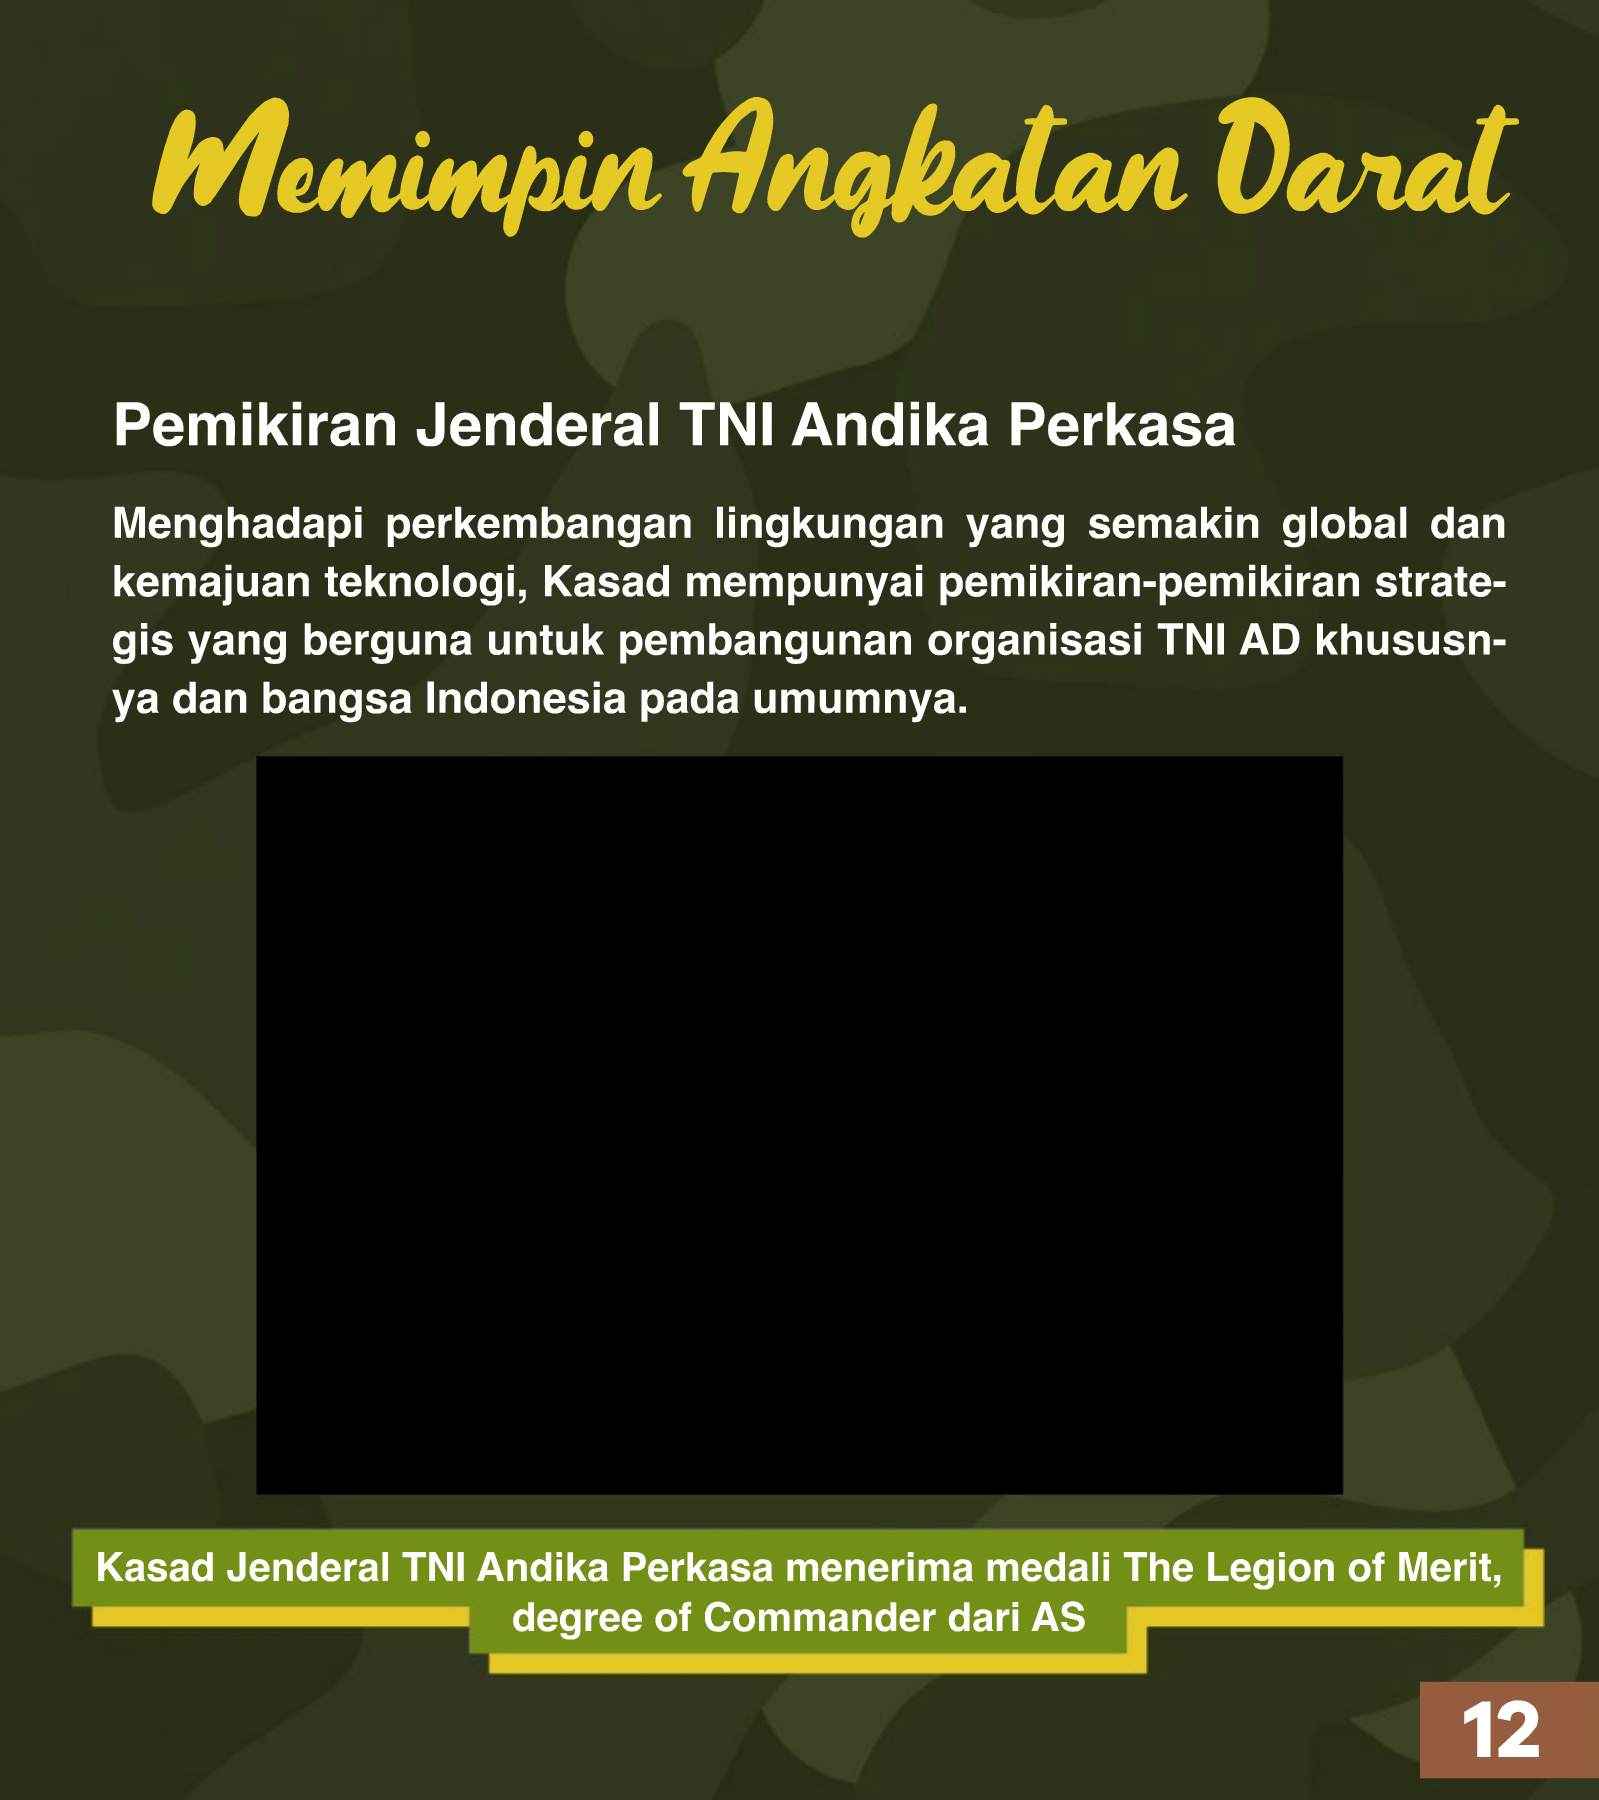 Memimpin Angkatan Darat
Pemikiran Jenderal TNI Andika Perkasa
Menghadapi perkembangan lingkungan yang semakin global dan
kemajuan teknologi, Kasad mempunyai pemikiran-pemikiran strate-
gis yang berguna untuk pembangunan organisasi TNI AD khususn-
ya dan bangsa Indonesia pada umumnya.
Kasad Jenderal TNI Andika Perkasa menerima medali The Legion of Merit,
degree of Commander dari AS
12